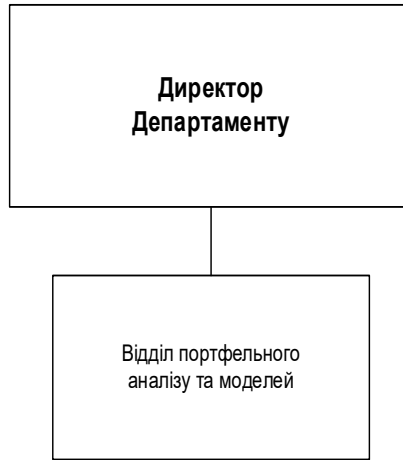 Директор
Департаменту
Відділ портфельного
аналізу та моделей